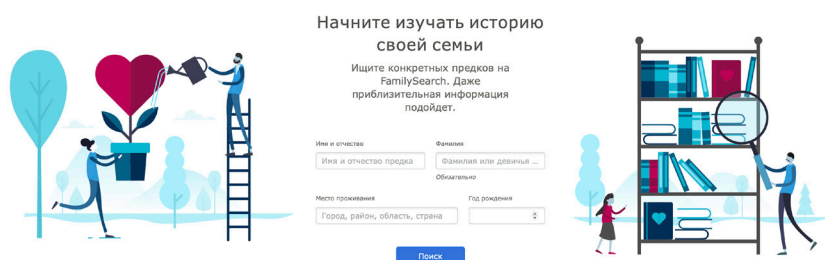 Начните изучать историю
своей семьи
Ищите конкретных предков на
FamilySearch. Даже
приблизительная информация
подойдет.
Имя и отчество
Фамилия
Имя и отчество предка
Фамилия или девичья ...
Обязательно
Место проживания
Год рождения
Город, район, область, страна
Поиск